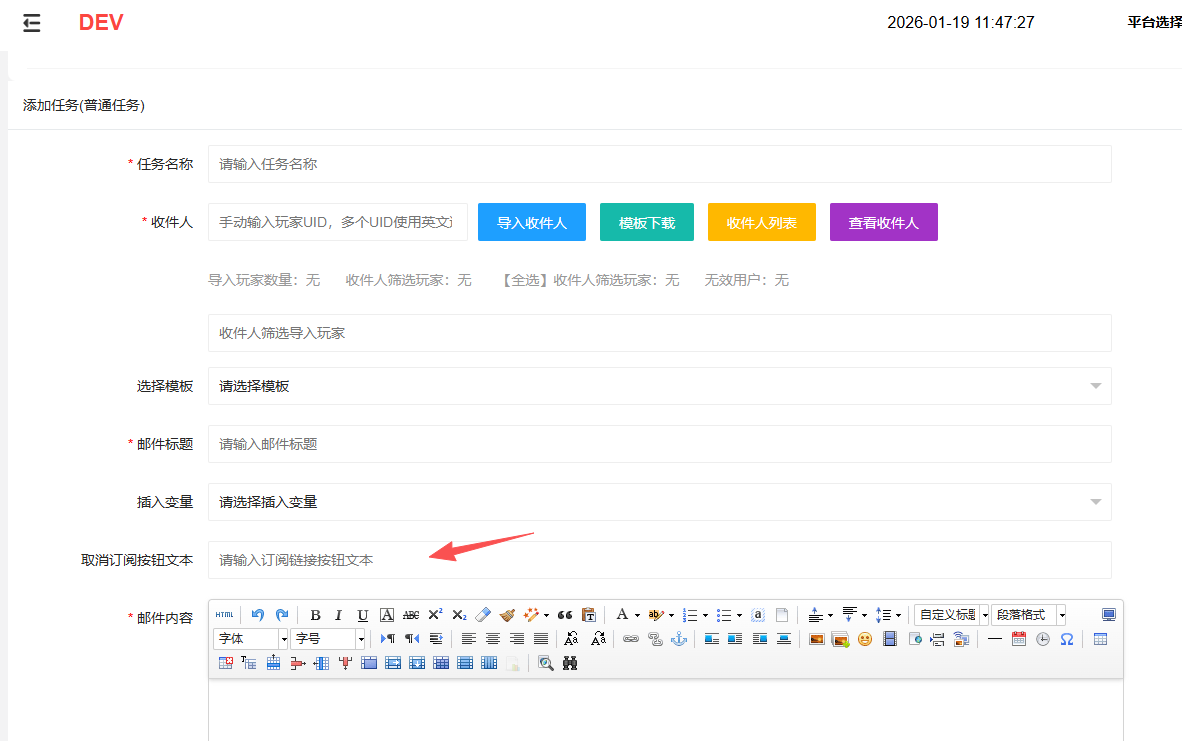 DEV 2026-01-19 11:47:27 平台选择
添加任务(普通任务)
* 任务名称 请输入任务名称
* 收件人 手动输入玩家UID，多个UID使用英文 导入收件人 模板下载 收件人列表 查看收件人
导入玩家数量：无 收件人筛选玩家：无 【全选】收件人筛选玩家：无 无效用户：无
收件人筛选导入玩家
选择模板 请选择模板
* 邮件标题 请输入邮件标题
插入变量 请选择插入变量
取消订阅按钮文本 请输入订阅链接按钮文本
* 邮件内容 HTML B I U A ABC X² X₂ A ab a 自定义标题 段落格式
字体 字号